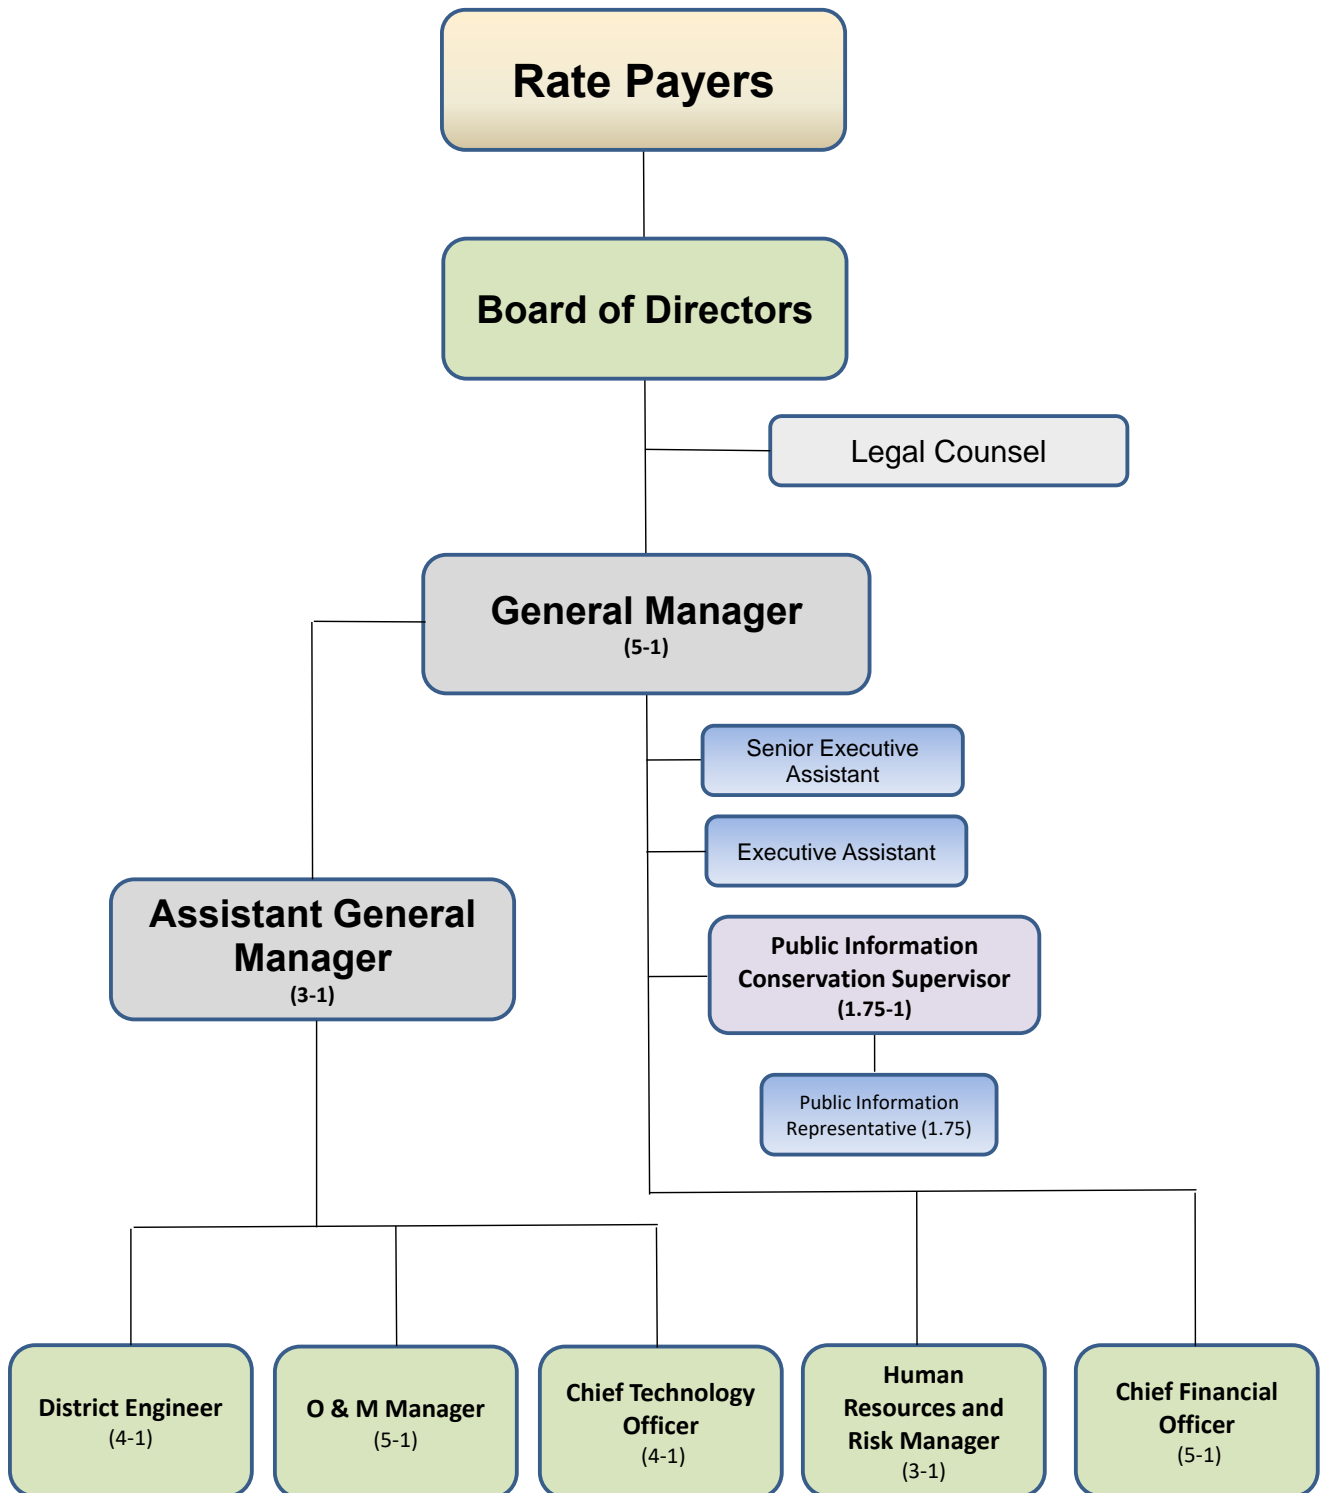 Rate Payers
Board of Directors
Legal Counsel
General Manager
(5-1)
Senior Executive
Assistant
Executive Assistant
Assistant General
Manager
(3-1)
Public Information
Conservation Supervisor
(1.75-1)
Public Information
Representative (1.75)
District Engineer
(4-1)
O & M Manager
(5-1)
Chief Technology
Officer
(4-1)
Human
Resources and
Risk Manager
(3-1)
Chief Financial
Officer
(5-1)